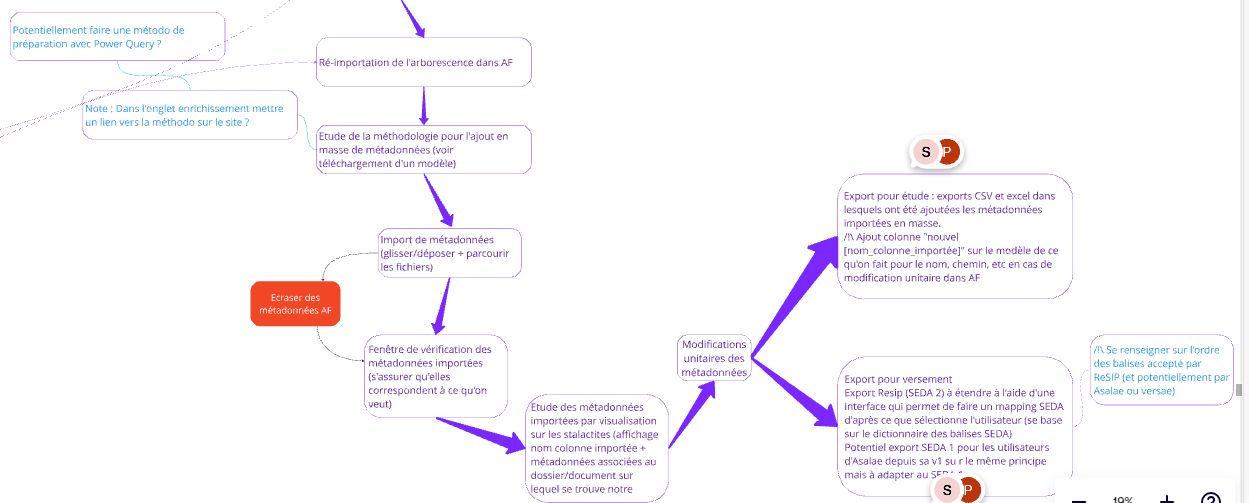 Potentiellement faire une método de
préparation avec Power Query ?
Ré-importation de l'arborescence dans AF
Note : Dans l'onglet enrichissement mettre
un lien vers la méthodo sur le site ?
Etude de la méthodologie pour l'ajout en
masse de métadonnées (voir
téléchargement d'un modèle)
Import de métadonnées
(glisser/déposer + parcourir
les fichiers)
Ecraser des
métadonnées AF
Fenêtre de vérification des
métadonnées importées
(s'assurer qu'elles
correspondent à ce qu'on
veut)
Etude des métadonnées
importées par visualisation
sur les stalactites (affichage
nom colonne importée +
métadonnées associées au
dossier/document sur
lequel se trouve notre
Modifications
unitaires des
métadonnées
S P
Export pour étude : exports CSV et excel dans
lesquels ont été ajoutées les métadonnées
importées en masse.
/!\ Ajout colonne "nouvel
[nom_colonne_importée]" sur le modèle de ce
qu'on fait pour le nom, chemin, etc en cas de
modification unitaire dans AF
Export pour versement
Export Resip (SEDA 2) à étendre à l'aide d'une
interface qui permet de faire un mapping SEDA
d'après ce que sélectionne l'utilisateur (se base
sur le dictionnaire des balises SEDA)
Potentiel export SEDA 1 pour les utilisateurs
d'Asalae depuis sa v1 su r le même principe
mais à adapter au
S P
/!\ Se renseigner sur l'ordre
des balises accepté par
ReSIP (et potentiellement par
Asalae ou versae)
19%